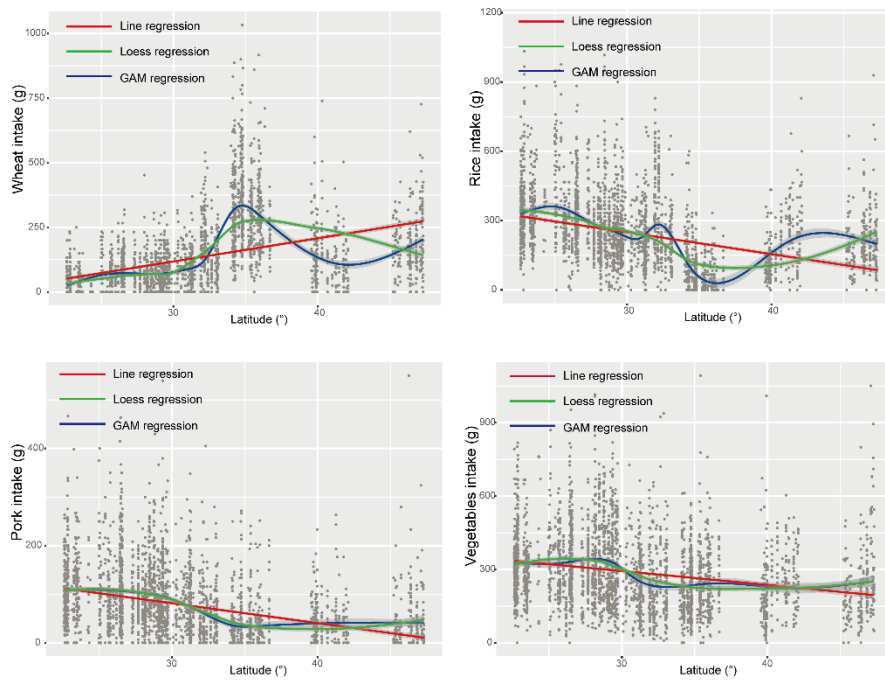 Line regression
Loess regression
GAM regression
Wheat intake (g)
1000
750
500
250
0
30
40
Latitude (°)
Line regression
Loess regression
GAM regression
Rice intake (g)
1200
900
600
300
0
30
40
Latitude (°)
Line regression
Loess regression
GAM regression
Pork intake (g)
400
200
0
30
40
Latitude (°)
Line regression
Loess regression
GAM regression
Vegetables intake (g)
900
600
300
0
30
40
Latitude (°)